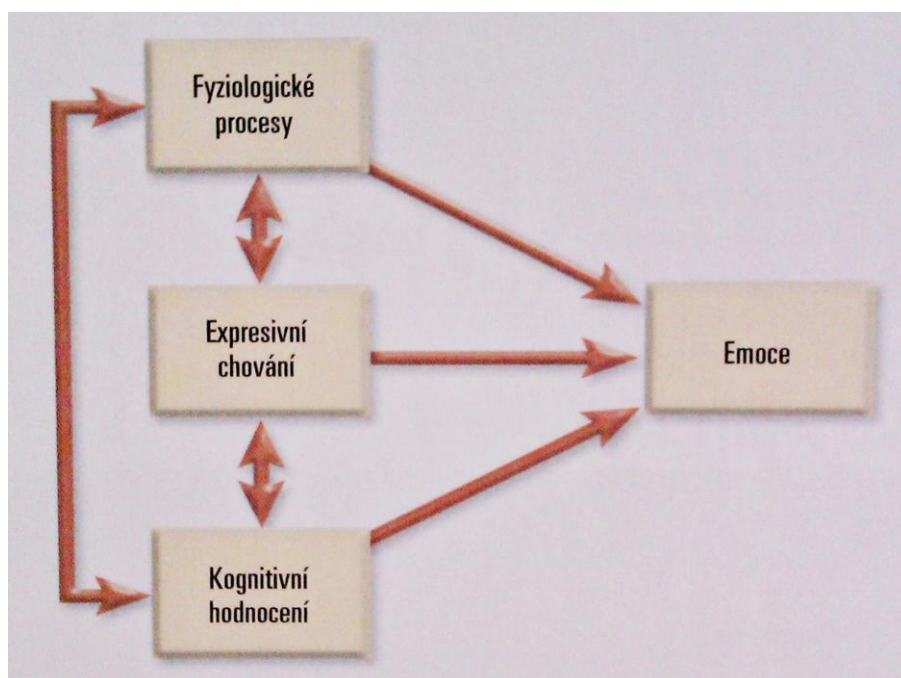 Fyziologické
procesy
Expresivní
chování
Emoce
Kognitivní
hodnocení